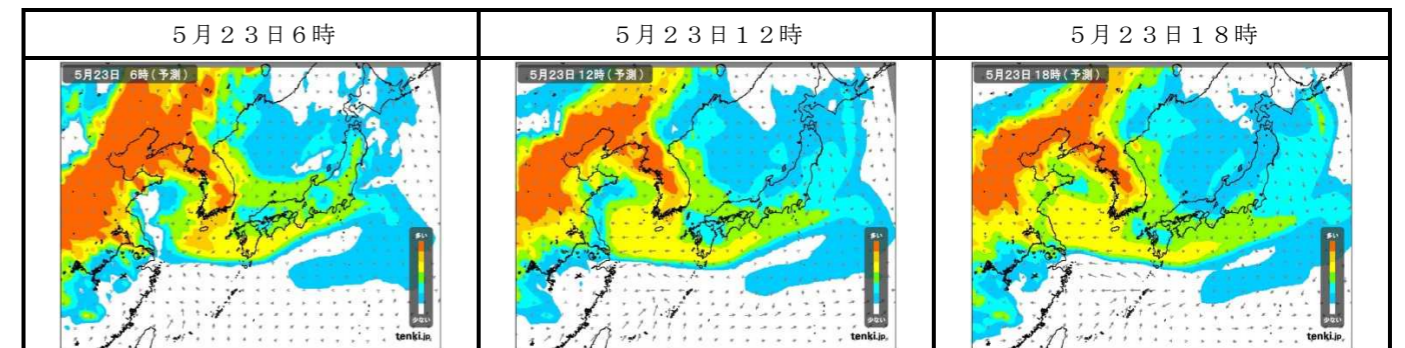 5月23日6時
5月23日12時
5月23日18時
5月23日 6時(予測)
5月23日 12時(予測)
5月23日 18時(予測)
多い
少ない
tenki.jp
多い
少ない
tenki.jp
多い
少ない
tenki.jp